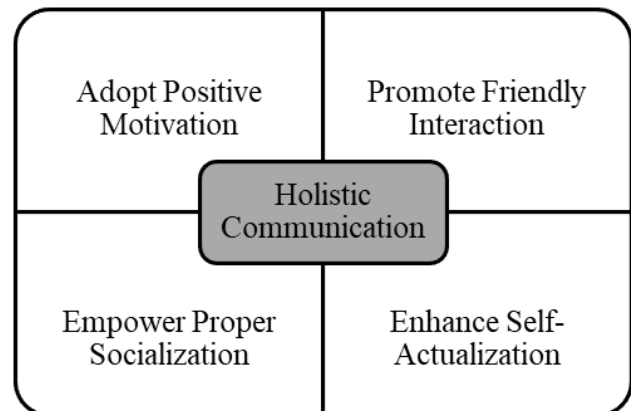 Adopt Positive
Motivation
Promote Friendly
Interaction
Holistic
Communication
Empower Proper
Socialization
Enhance Self-
Actualization